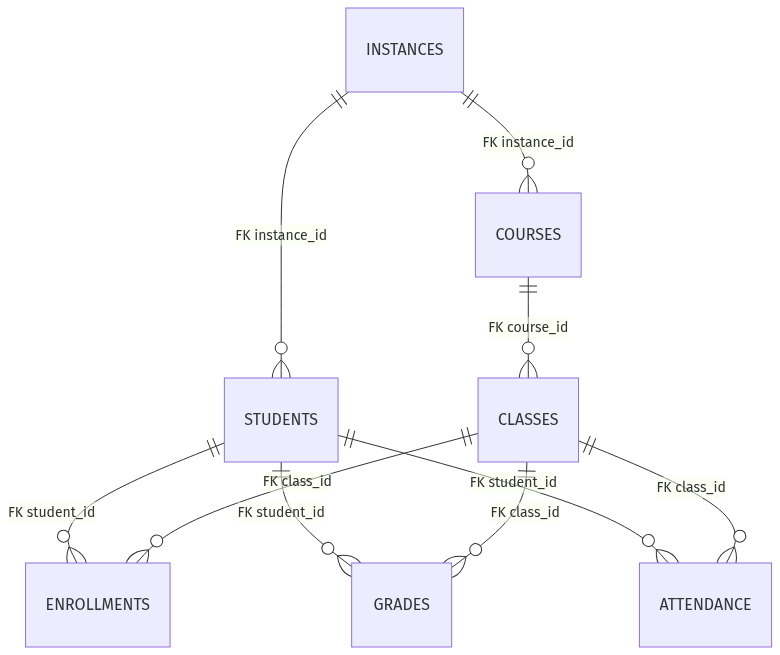 INSTANCES
FK instance_id
FK instance_id
COURSES
FK course_id
STUDENTS
CLASSES
FK class_id
FK student_id
FK class_id
FK student_id
FK student_id
FK class_id
ENROLLMENTS
GRADES
ATTENDANCE